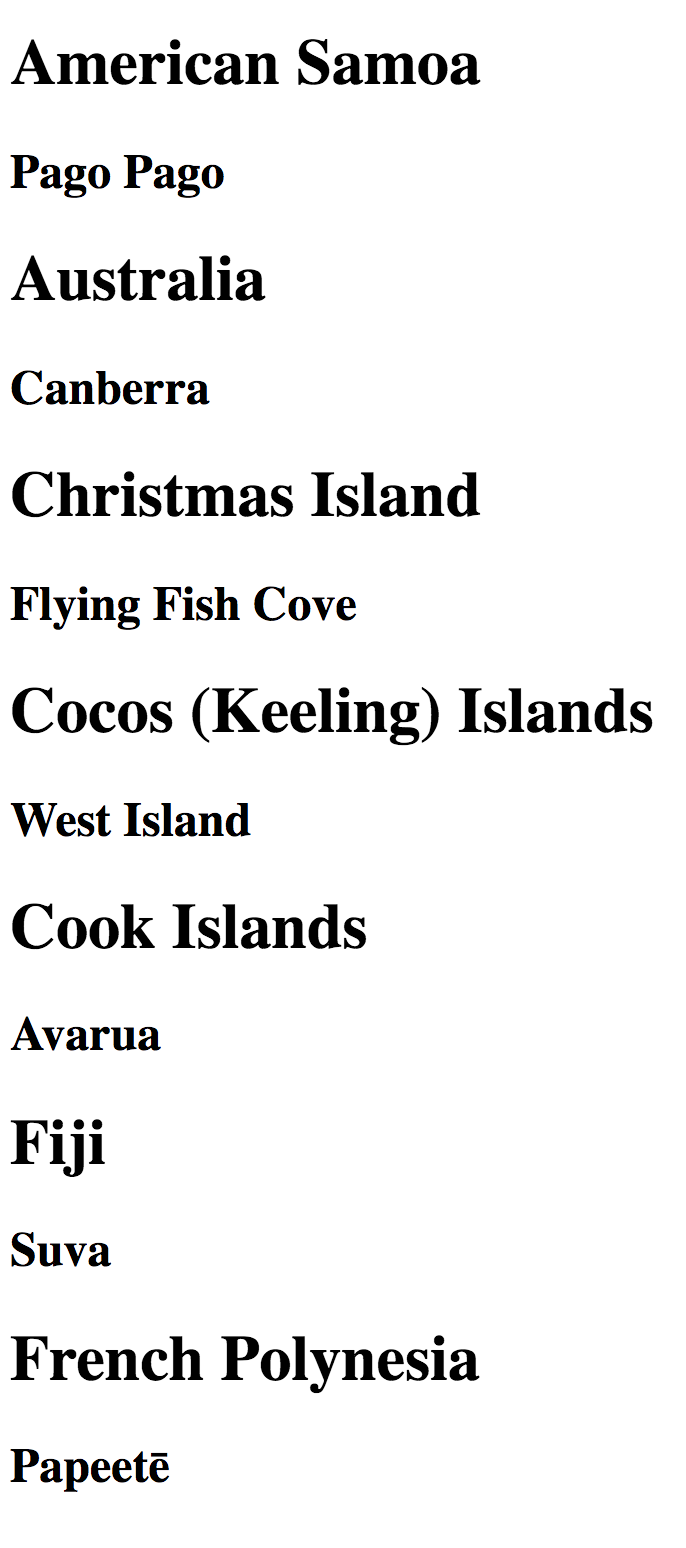 American Samoa
Pago Pago
Australia
Canberra
Christmas Island
Flying Fish Cove
Cocos (Keeling) Islands
West Island
Cook Islands
Avarua
Fiji
Suva
French Polynesia
Papeetē